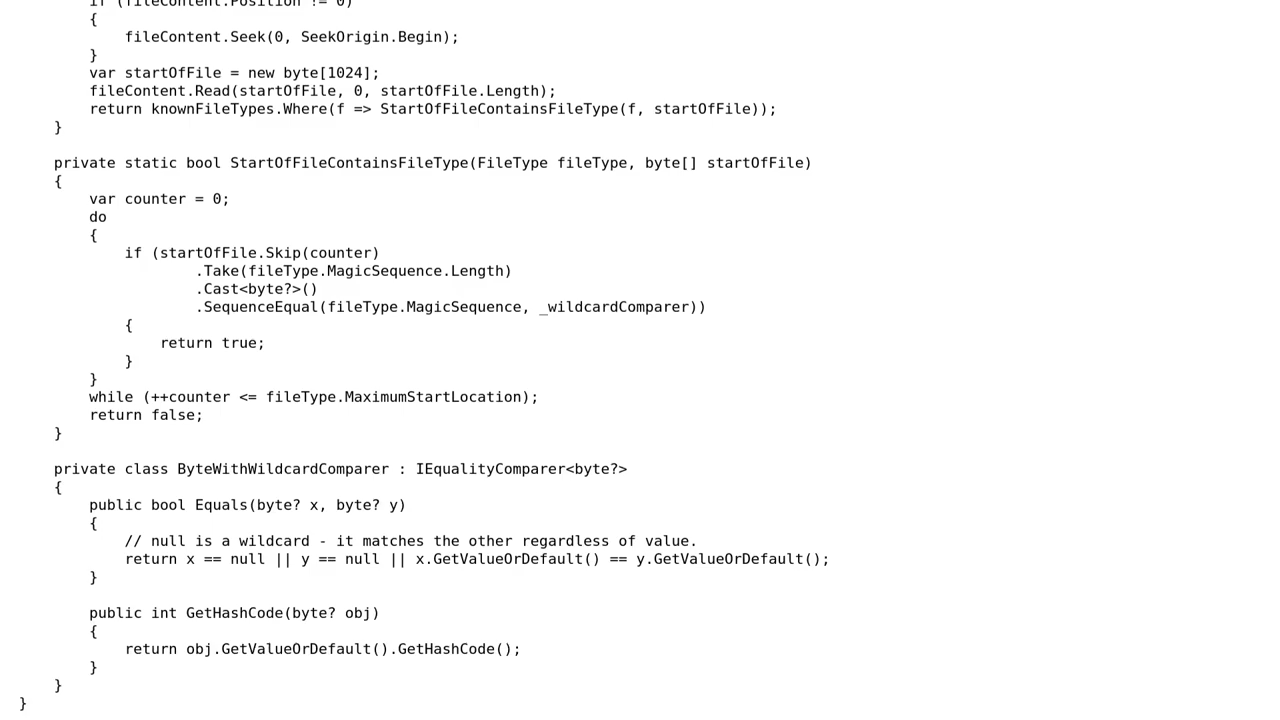 if (fileContent.Position != 0)
{
fileContent.Seek(0, SeekOrigin.Begin);
}
var startOfFile = new byte[1024];
fileContent.Read(startOfFile, 0, startOfFile.Length);
return knownFileTypes.Where(f => StartOfFileContainsFileType(f, startOfFile));
}
private static bool StartOfFileContainsFileType(FileType fileType, byte[] startOfFile)
{
var counter = 0;
do
{
if (startOfFile.Skip(counter)
.Take(fileType.MagicSequence.Length)
.Cast<byte?>()
.SequenceEqual(fileType.MagicSequence, _wildcardComparer))
{
return true;
}
}
while (++counter <= fileType.MaximumStartLocation);
return false;
}
private class ByteWithWildcardComparer : IEqualityComparer<byte?>
{
public bool Equals(byte? x, byte? y)
{
// null is a wildcard - it matches the other regardless of value.
return x == null || y == null || x.GetValueOrDefault() == y.GetValueOrDefault();
}
public int GetHashCode(byte? obj)
{
return obj.GetValueOrDefault().GetHashCode();
}
}
}